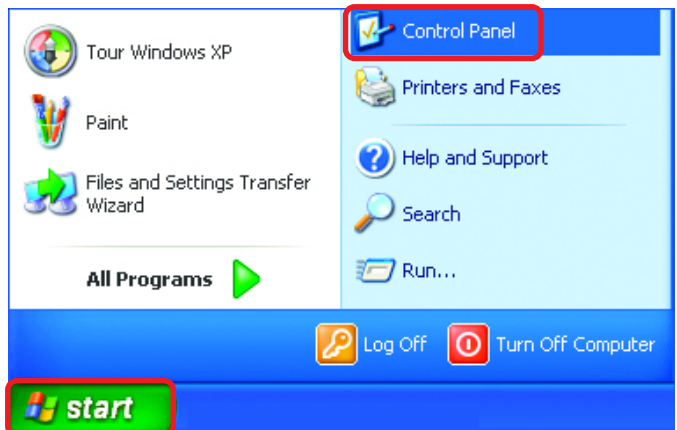 Tour Windows XP
Paint
Files and Settings Transfer
Wizard
All Programs
Control Panel
Printers and Faxes
Help and Support
Search
Run...
Log Off
Turn Off Computer
start